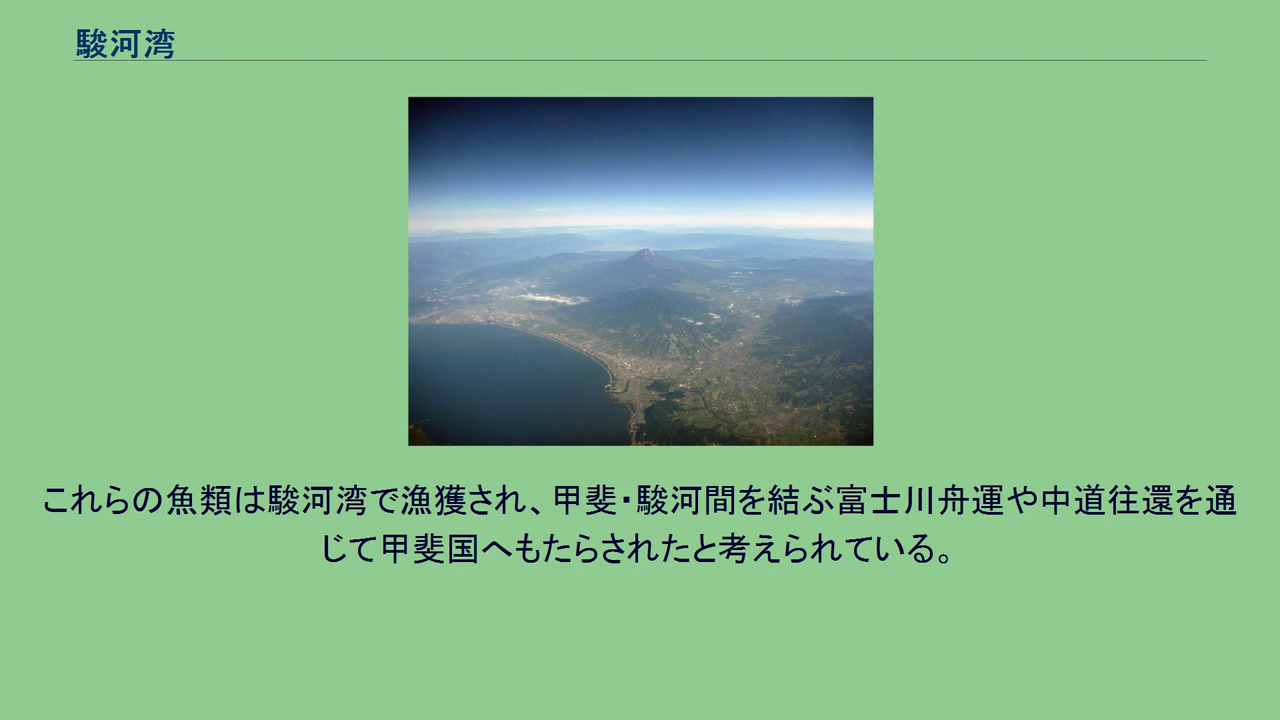 駿河湾
これらの魚類は駿河湾で漁獲され、甲斐・駿河間を結ぶ富士川舟運や中道往還を通
じて甲斐国へもたらされたと考えられている。